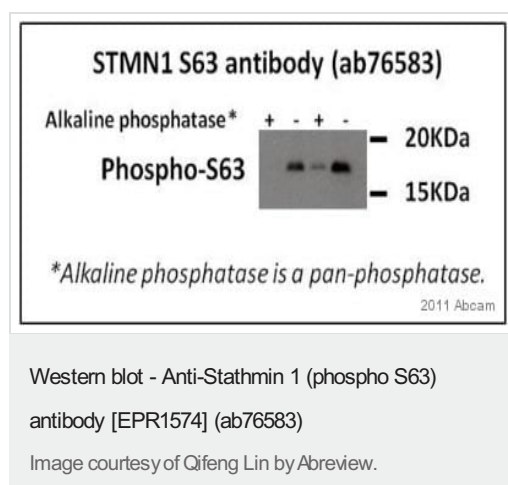 STMN1 S63 antibody (ab76583)
Alkaline phosphatase* + - + -
20KDa
Phospho-S63
15KDa
*Alkaline phosphatase is a pan-phosphatase.
2011 Abcam
Western blot - Anti-Stathmin 1 (phospho S63)
antibody [EPR1574] (ab76583)
Image courtesy of Qifeng Lin by Abreview.